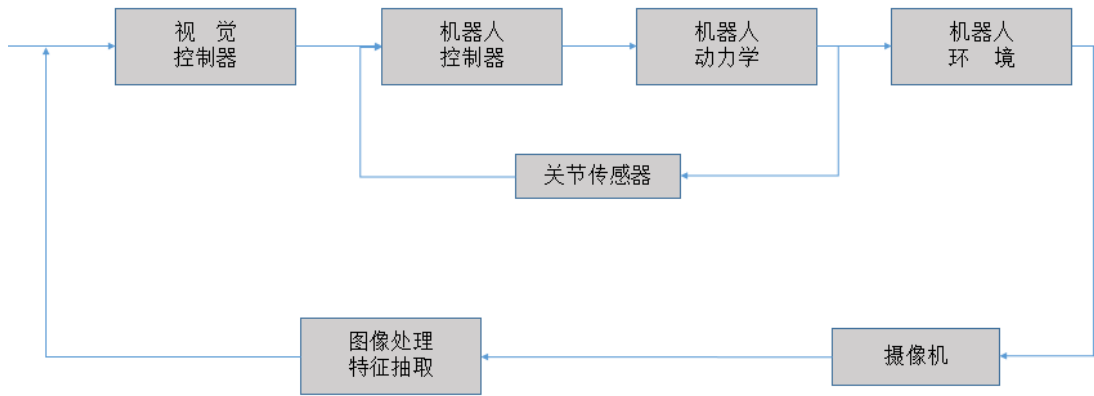 视 觉
控制器
机器人
控制器
机器人
动力学
机器人
环 境
关节传感器
图像处理
特征抽取
摄像机